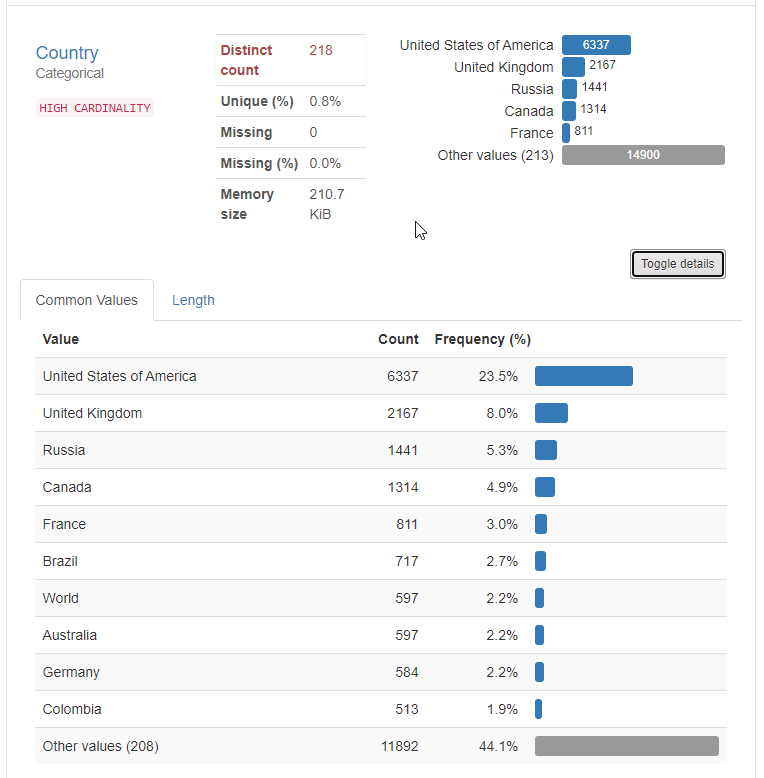 Country
Categorical
HIGH CARDINALITY
Distinct count 218
Unique (%) 0.8%
Missing 0
Missing (%) 0.0%
Memory size 210.7 KiB
United States of America 6337
United Kingdom 2167
Russia 1441
Canada 1314
France 811
Other values (213) 14900
Toggle details
Common Values Length
Value Count Frequency (%)
United States of America 6337 23.5%
United Kingdom 2167 8.0%
Russia 1441 5.3%
Canada 1314 4.9%
France 811 3.0%
Brazil 717 2.7%
World 597 2.2%
Australia 597 2.2%
Germany 584 2.2%
Colombia 513 1.9%
Other values (208) 11892 44.1%